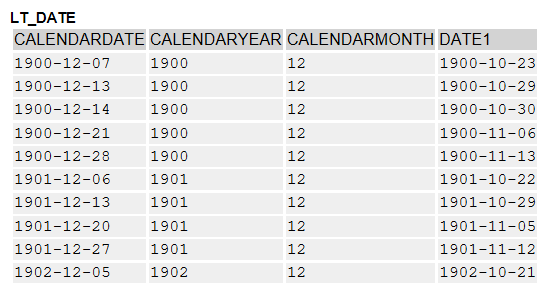 LT_DATE
CALENDARDATE CALENDARYEAR CALENDARMONTH DATE1
1900-12-07 1900 12 1900-10-23
1900-12-13 1900 12 1900-10-29
1900-12-14 1900 12 1900-10-30
1900-12-21 1900 12 1900-11-06
1900-12-28 1900 12 1900-11-13
1901-12-06 1901 12 1901-10-22
1901-12-13 1901 12 1901-10-29
1901-12-20 1901 12 1901-11-05
1901-12-27 1901 12 1901-11-12
1902-12-05 1902 12 1902-10-21